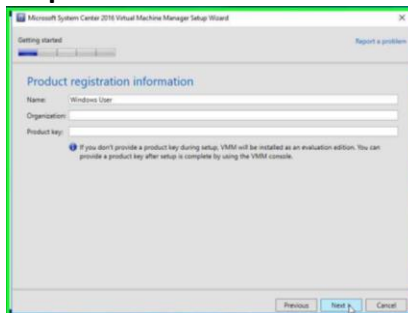 Microsoft System Center 2016 Virtual Machine Manager Setup Wizard
Getting started
Report a problem
Product registration information
Name:
Windows User
Organization:
Product key:
If you don't provide a product key during setup, VMM will be installed as an evaluation edition. You can
provide a product key after setup is complete by using the VMM console.
Previous
Next
Cancel